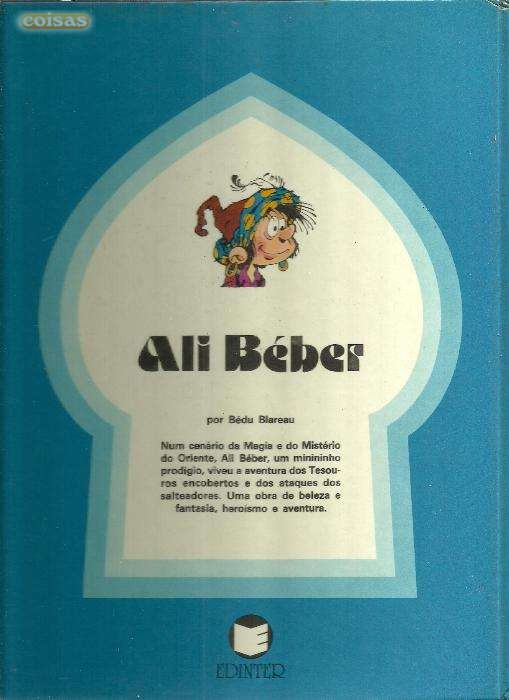 coisas
Ali Béber
por Bédu Blareau
Num cenário da Magia e do Mistério
do Oriente, Ali Béber, um minininho
prodígio, viveu a aventura dos Tesou-
ros encobertos e dos ataques dos
salteadores. Uma obra de beleza e
fantasia, heroísmo e aventura.
EDINTER